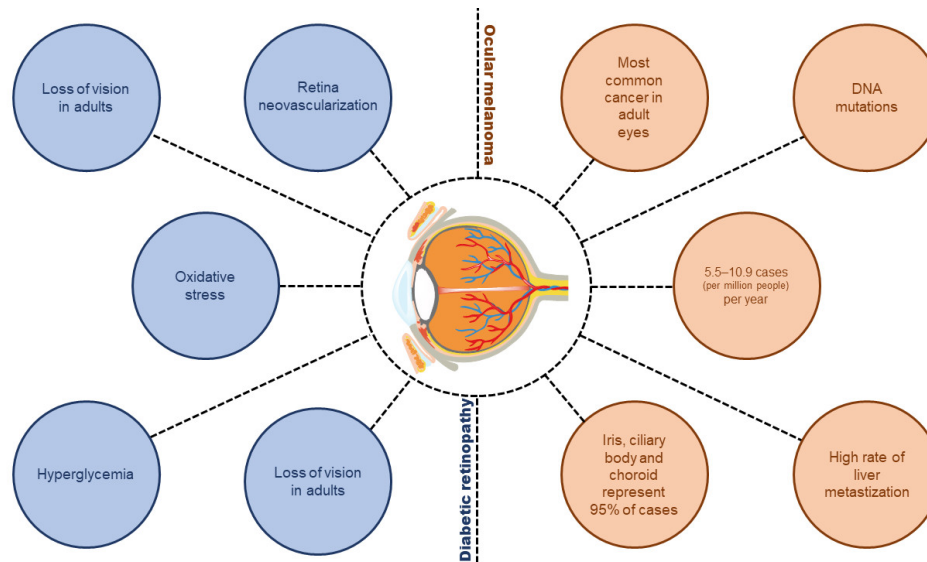 Loss of vision
in adults
Retina
neovascularization
Ocular melanoma
Most
common
cancer in
adult
eyes
DNA
mutations
Oxidative
stress
5.5–10.9 cases
(per million people)
per year
Hyperglycemia
Loss of vision
in adults
Diabetic retinopathy
Iris, ciliary
body and
choroid
represent
95% of cases
High rate of
liver
metastization